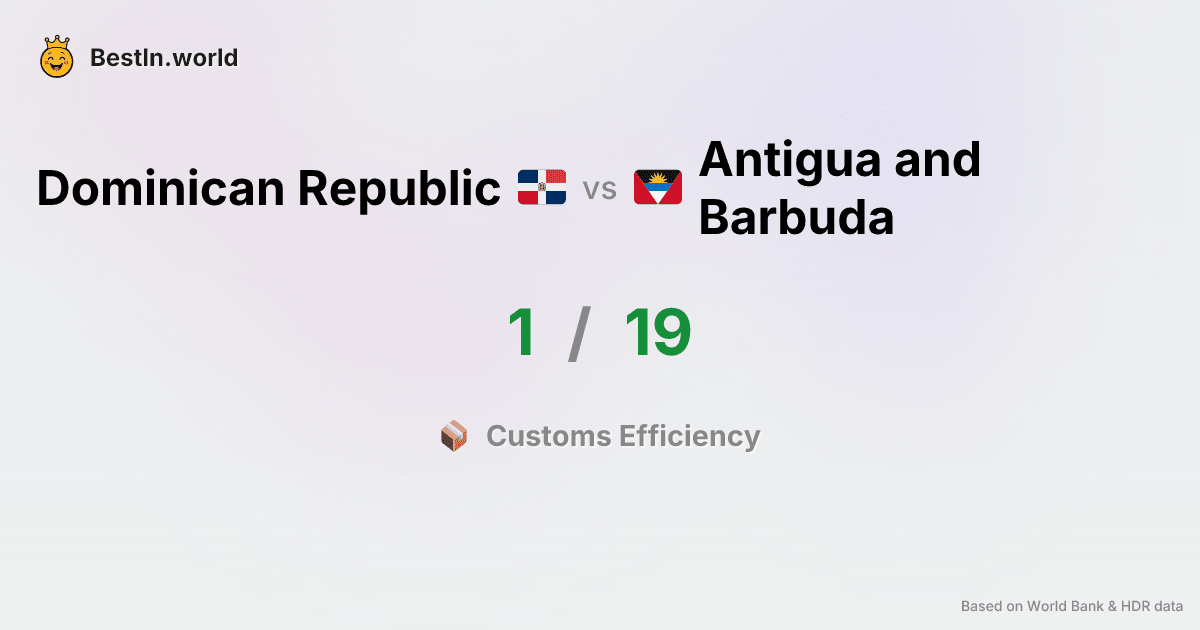 BestIn.world
Dominican Republic vs Antigua and
Barbuda
1 / 19
Customs Efficiency
Based on World Bank & HDR data